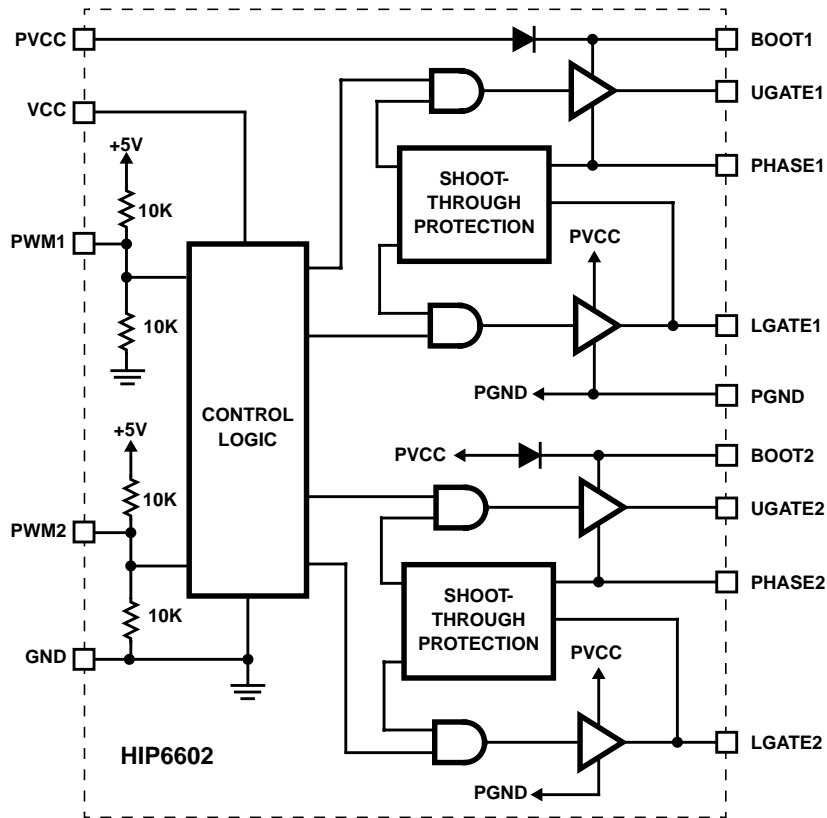 PVCC
BOOT1
VCC
UGATE1
+5V
10K
SHOOT-
THROUGH
PROTECTION
PHASE1
PWM1
PVCC
10K
LGATE1
CONTROL
LOGIC
PGND
PGND
+5V
PVCC
BOOT2
10K
UGATE2
PWM2
SHOOT-
THROUGH
PROTECTION
PHASE2
10K
GND
PVCC
HIP6602
LGATE2
PGND